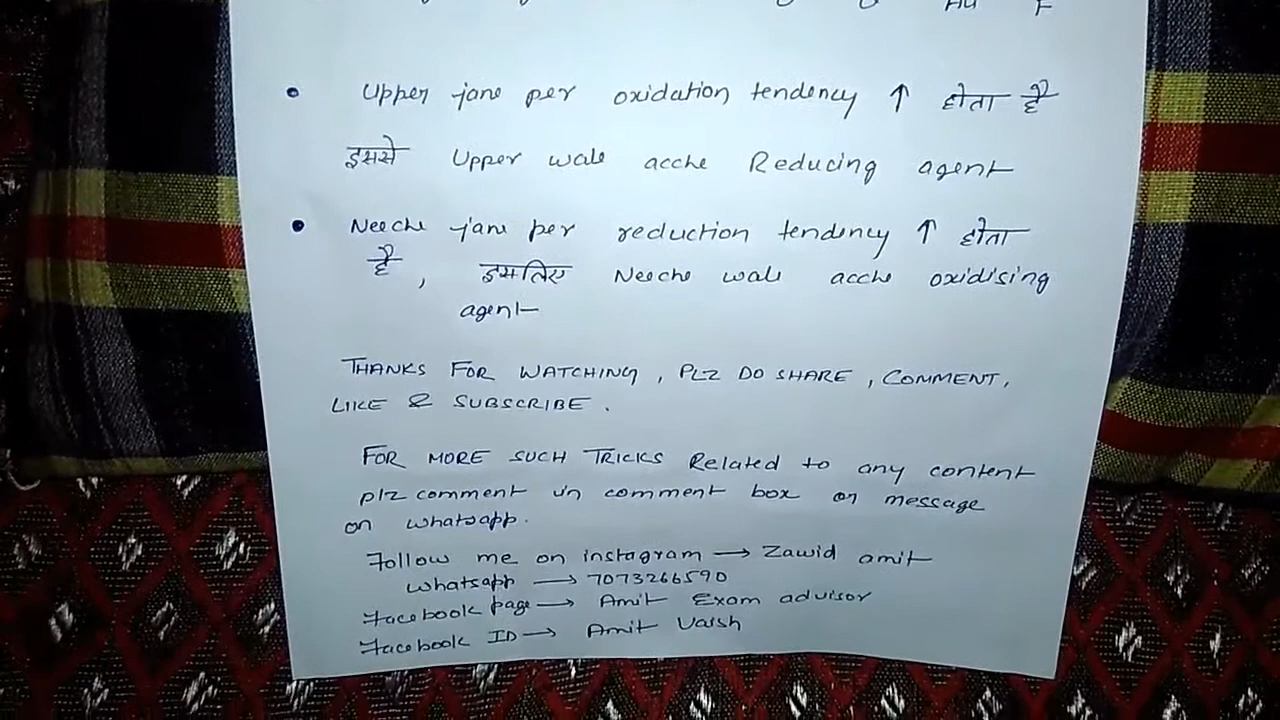 Au F
• Upper jane per oxidation tendency ↑ होता है
इससे Upper wale acche Reducing agent
• Neeche jane per reduction tendency ↑ होता
है, इसलिए Neeche wale acche oxidising
agent
THANKS FOR WATCHING, PLZ DO SHARE, COMMENT,
LIKE & SUBSCRIBE.
FOR MORE SUCH TRICKS Related to any content
plz comment in comment box or message
on whatsapp.
Follow me on instagram → Zawid amit
whatsapp → 7073266590
Facebook page → Amit Exam advisor
Facebook ID → Amit Vaish